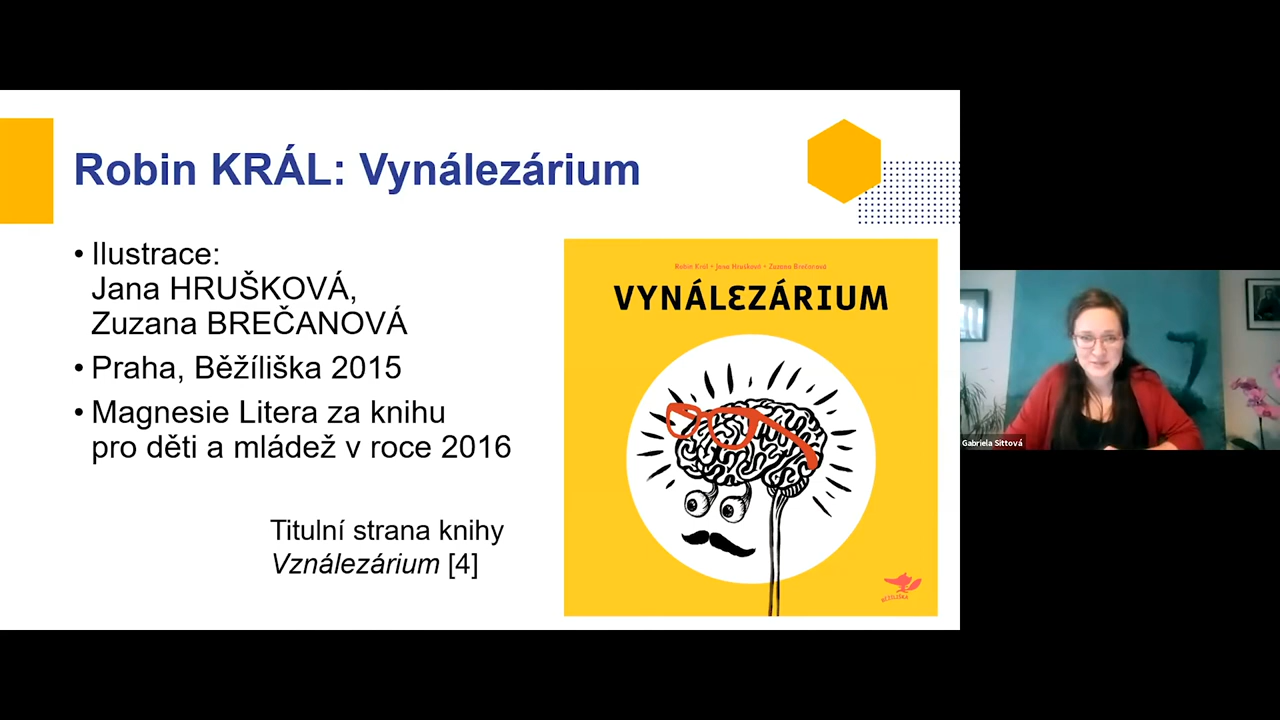 Robin KRÁL: Vynálezárium
• Ilustrace:
Jana HRUŠKOVÁ,
Zuzana BREČANOVÁ
• Praha, Běžíliška 2015
• Magnesie Litera za knihu
pro děti a mládež v roce 2016
Titulní strana knihy
Vználezárium [4]
Robin Král • Jana Hrušková • Zuzana Brečanová
VYNÁLEZÁRIUM
BĚŽÍLIŠKA
Gabriela Sittová